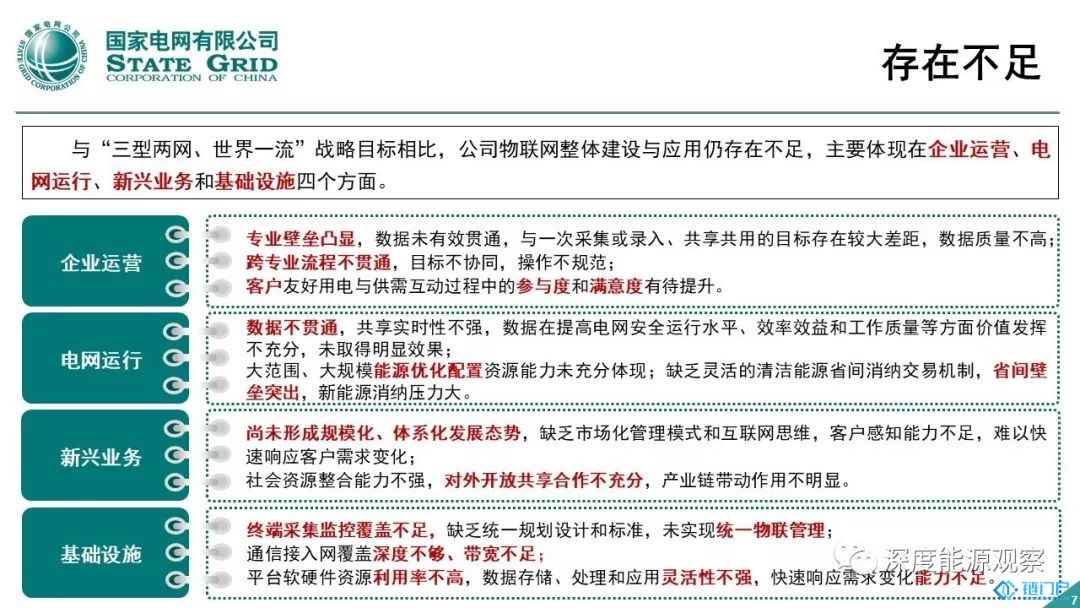 国家电网公司
STATE GRID CORPORATION OF CHINA
国家电网有限公司
STATE GRID
CORPORATION OF CHINA
存在不足
与“三型两网、世界一流”战略目标相比，公司物联网整体建设与应用仍存在不足，主要体现在企业运营、电
网运行、新兴业务和基础设施四个方面。
企业运营
专业壁垒凸显，数据未有效贯通，与一次采集或录入、共享共用的目标存在较大差距，数据质量不高；
跨专业流程不贯通，目标不协同，操作不规范；
客户友好用电与供需互动过程中的参与度和满意度有待提升。
电网运行
数据不贯通，共享实时性不强，数据在提高电网安全运行水平、效率效益和工作质量等方面价值发挥
不充分，未取得明显效果；
大范围、大规模能源优化配置资源能力未充分体现；缺乏灵活的清洁能源省间消纳交易机制，省间壁
垒突出，新能源消纳压力大。
新兴业务
尚未形成规模化、体系化发展态势，缺乏市场化管理模式和互联网思维，客户感知能力不足，难以快
速响应客户需求变化；
社会资源整合能力不强，对外开放共享合作不充分，产业链带动作用不明显。
基础设施
终端采集监控覆盖不足，缺乏统一规划设计和标准，未实现统一物联管理；
通信接入网覆盖深度不够、带宽不足；
平台软硬件资源利用率不高，数据存储、处理和应用灵活性不强，快速响应需求变化能力不足。
深度能源观察
链门户
7